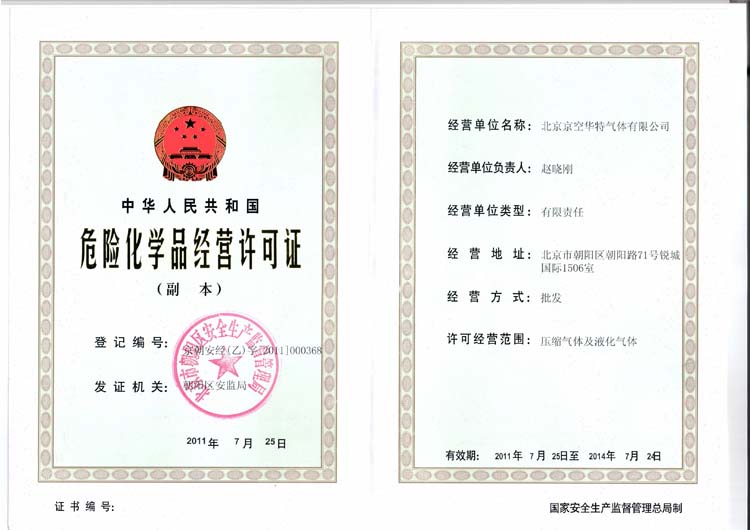 中华人民共和国
危险化学品经营许可证
（副 本）
登记编号：京朝安经(乙)字[2011]000368
发证机关：朝阳区安监局
北京市朝阳区安全生产监督管理局
2011年 7月 25日
证书编号：
经营单位名称：北京京空华特气体有限公司
经营单位负责人：赵晓刚
经营单位类型：有限责任
经 营 地 址：北京市朝阳区朝阳路71号锐城
国际1506室
经 营 方 式：批发
许可经营范围：压缩气体及液化气体
有效期： 2011年 7月 25日至 2014年 7月 24日
国家安全生产监督管理总局制